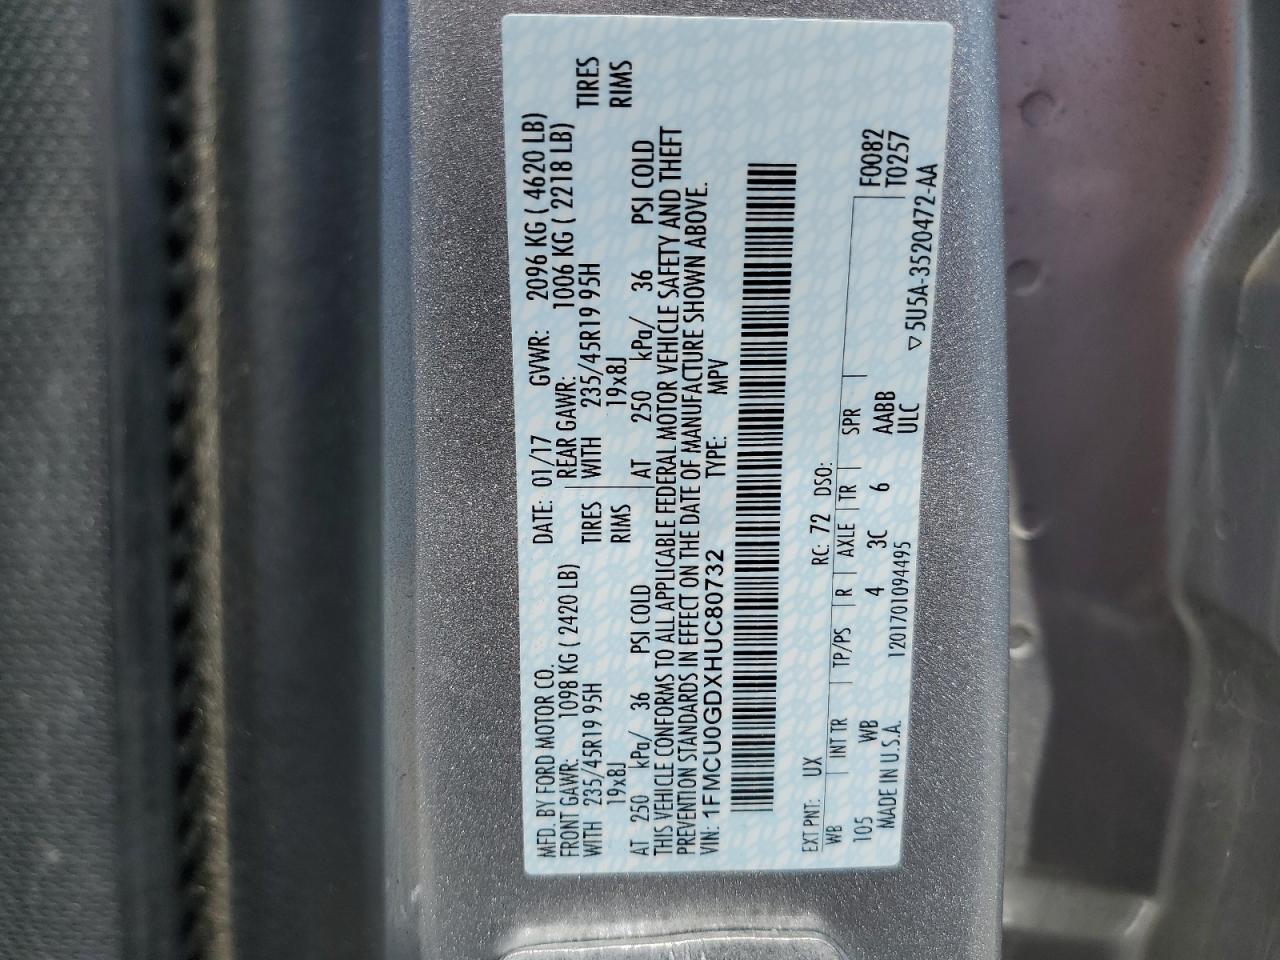 MFD. BY FORD MOTOR CO. DATE: 01/17 GVWR: 2096 KG ( 4620 LB)
FRONT GAWR: 1098 KG ( 2420 LB) REAR GAWR: 1006 KG ( 2218 LB)
WITH 235/45R19 95H TIRES WITH 235/45R19 95H TIRES
19x8J RIMS 19x8J RIMS
AT 250 kPa/ 36 PSI COLD AT 250 kPa/ 36 PSI COLD
THIS VEHICLE CONFORMS TO ALL APPLICABLE FEDERAL MOTOR VEHICLE SAFETY AND THEFT
PREVENTION STANDARDS IN EFFECT ON THE DATE OF MANUFACTURE SHOWN ABOVE.
VIN: 1FMCU0GDXHUC80732 TYPE: MPV
EXT PNT: UX RC: 72 DSO:
WB INT TR TP/PS R AXLE TR SPR F0082
105 WB 4 3C 6 AABB T0257
MADE IN U.S.A. 12017010944495 ULC
▽ 5U5A-3520472-AA